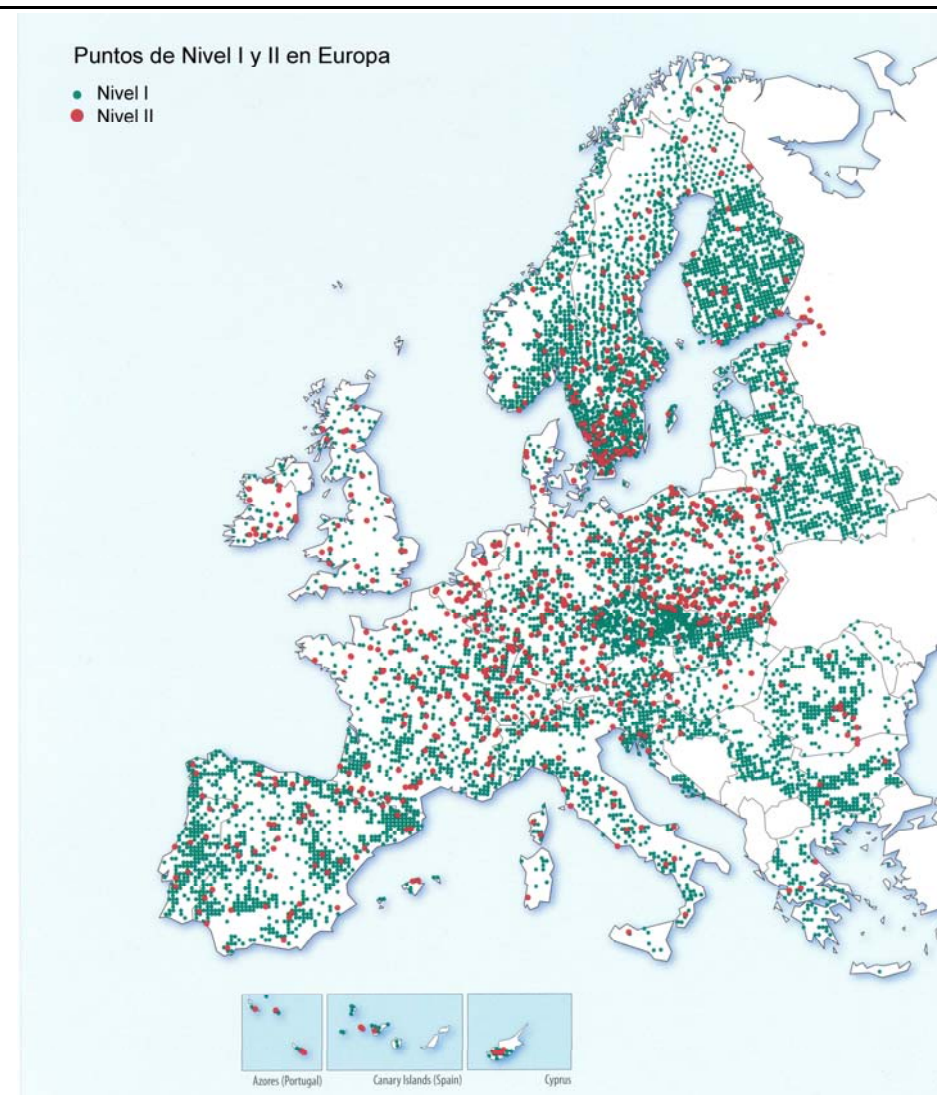 Puntos de Nivel I y II en Europa
Nivel I
Nivel II
Azores (Portugal)
Canary Islands (Spain)
Cyprus